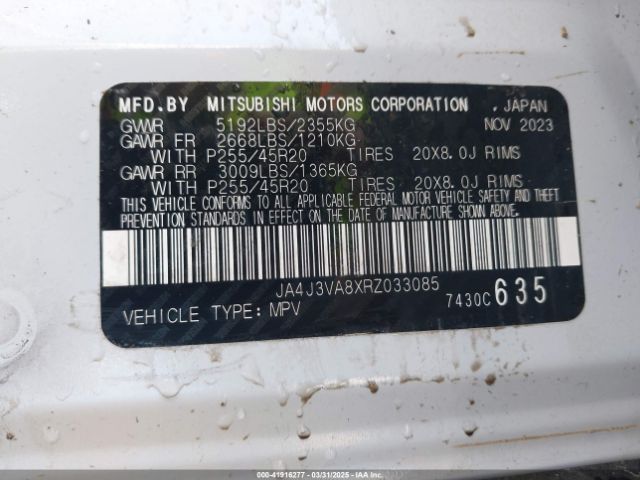 MFD.BY MITSUBISHI MOTORS CORPORATION , JAPAN
GVWR 5192LBS/2355KG NOV 2023
GAWR FR 2668LBS/1210KG
WITH P255/45R20 TIRES 20X8.0J RIMS
GAWR RR 3009LBS/1365KG
WITH P255/45R20 TIRES 20X8.0J RIMS
THIS VEHICLE CONFORMS TO ALL APPLICABLE FEDERAL MOTOR VEHICLE SAFETY AND THEFT
PREVENTION STANDARDS IN EFFECT ON THE DATE OF MANUFACTURE SHOWN ABOVE.
JA4J3VA8XRZ033085
7430C 635
VEHICLE TYPE: MPV
000-41916277 — 03/31/2025 — IAAI.COM